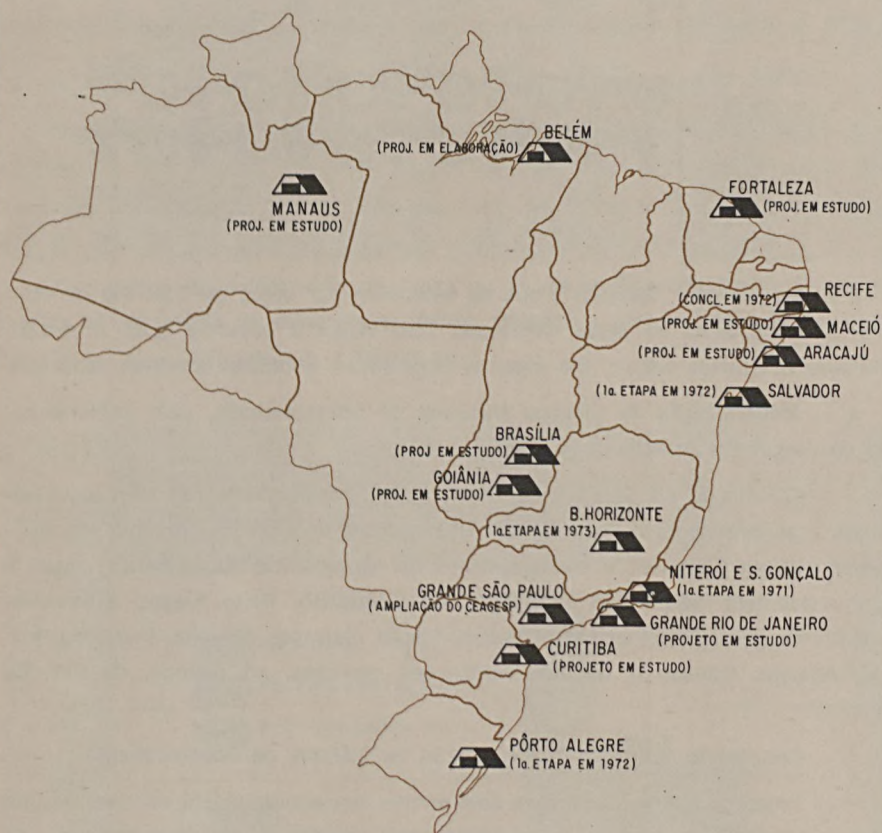 BELÉM
(PROJ. EM ELABORAÇÃO)
MANAUS
(PROJ. EM ESTUDO)
FORTALEZA
(PROJ. EM ESTUDO)
RECIFE
(CONCL. EM 1972)
MACEIÓ
(PROJ. EM ESTUDO)
ARACAJÚ
(PROJ. EM ESTUDO)
SALVADOR
(1a. ETAPA EM 1972)
BRASÍLIA
(PROJ EM ESTUDO)
GOIÂNIA
(PROJ. EM ESTUDO)
B. HORIZONTE
(1a. ETAPA EM 1973)
NITERÓI E S. GONÇALO
(1a. ETAPA EM 1971)
GRANDE SÃO PAULO
(AMPLIAÇÃO DO CEAGESP)
GRANDE RIO DE JANEIRO
(PROJETO EM ESTUDO)
CURITIBA
(PROJETO EM ESTUDO)
PÔRTO ALEGRE
(1a. ETAPA EM 1972)